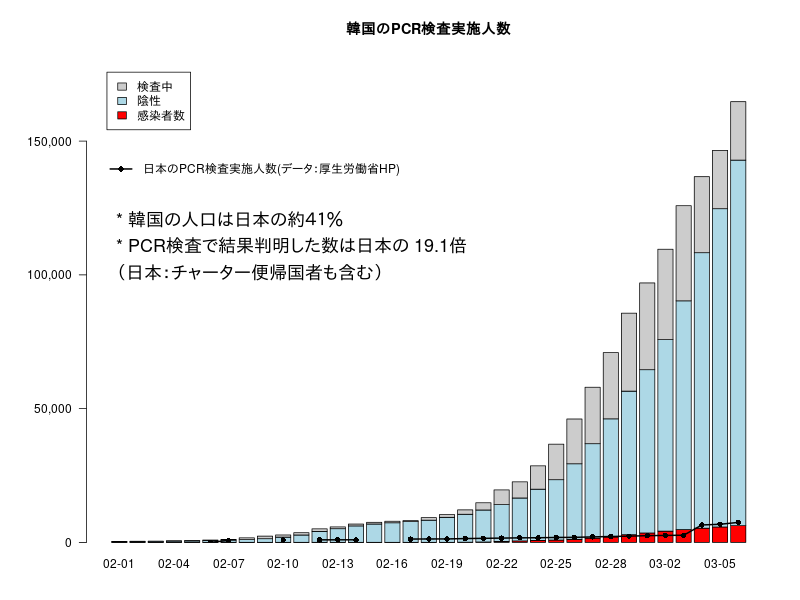 韓国のPCR検査実施人数
検査中
陰性
感染者数
日本のPCR検査実施人数(データ：厚生労働省HP)
* 韓国の人口は日本の約41%
* PCR検査で結果判明した数は日本の 19.1倍
（日本：チャーター便帰国者も含む）
150,000
100,000
50,000
0
02-01 02-04 02-07 02-10 02-13 02-16 02-19 02-22 02-25 02-28 03-02 03-05